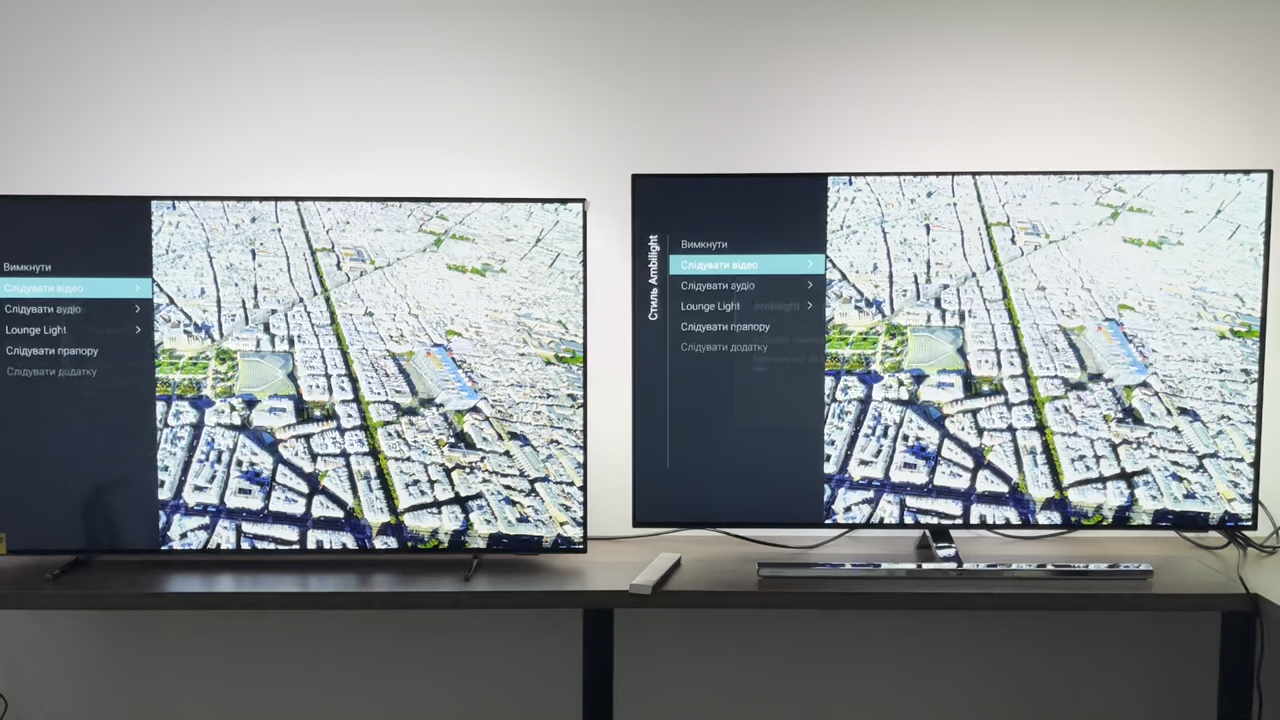 Вимкнути
Слідувати відео
Слідувати аудіо
Lounge Light
Слідувати прапору
Слідувати додатку
Стиль Ambilight
Вимкнути
Слідувати відео
Слідувати аудіо
Lounge Light
Ambilight
Слідувати прапору
Слідувати додатку